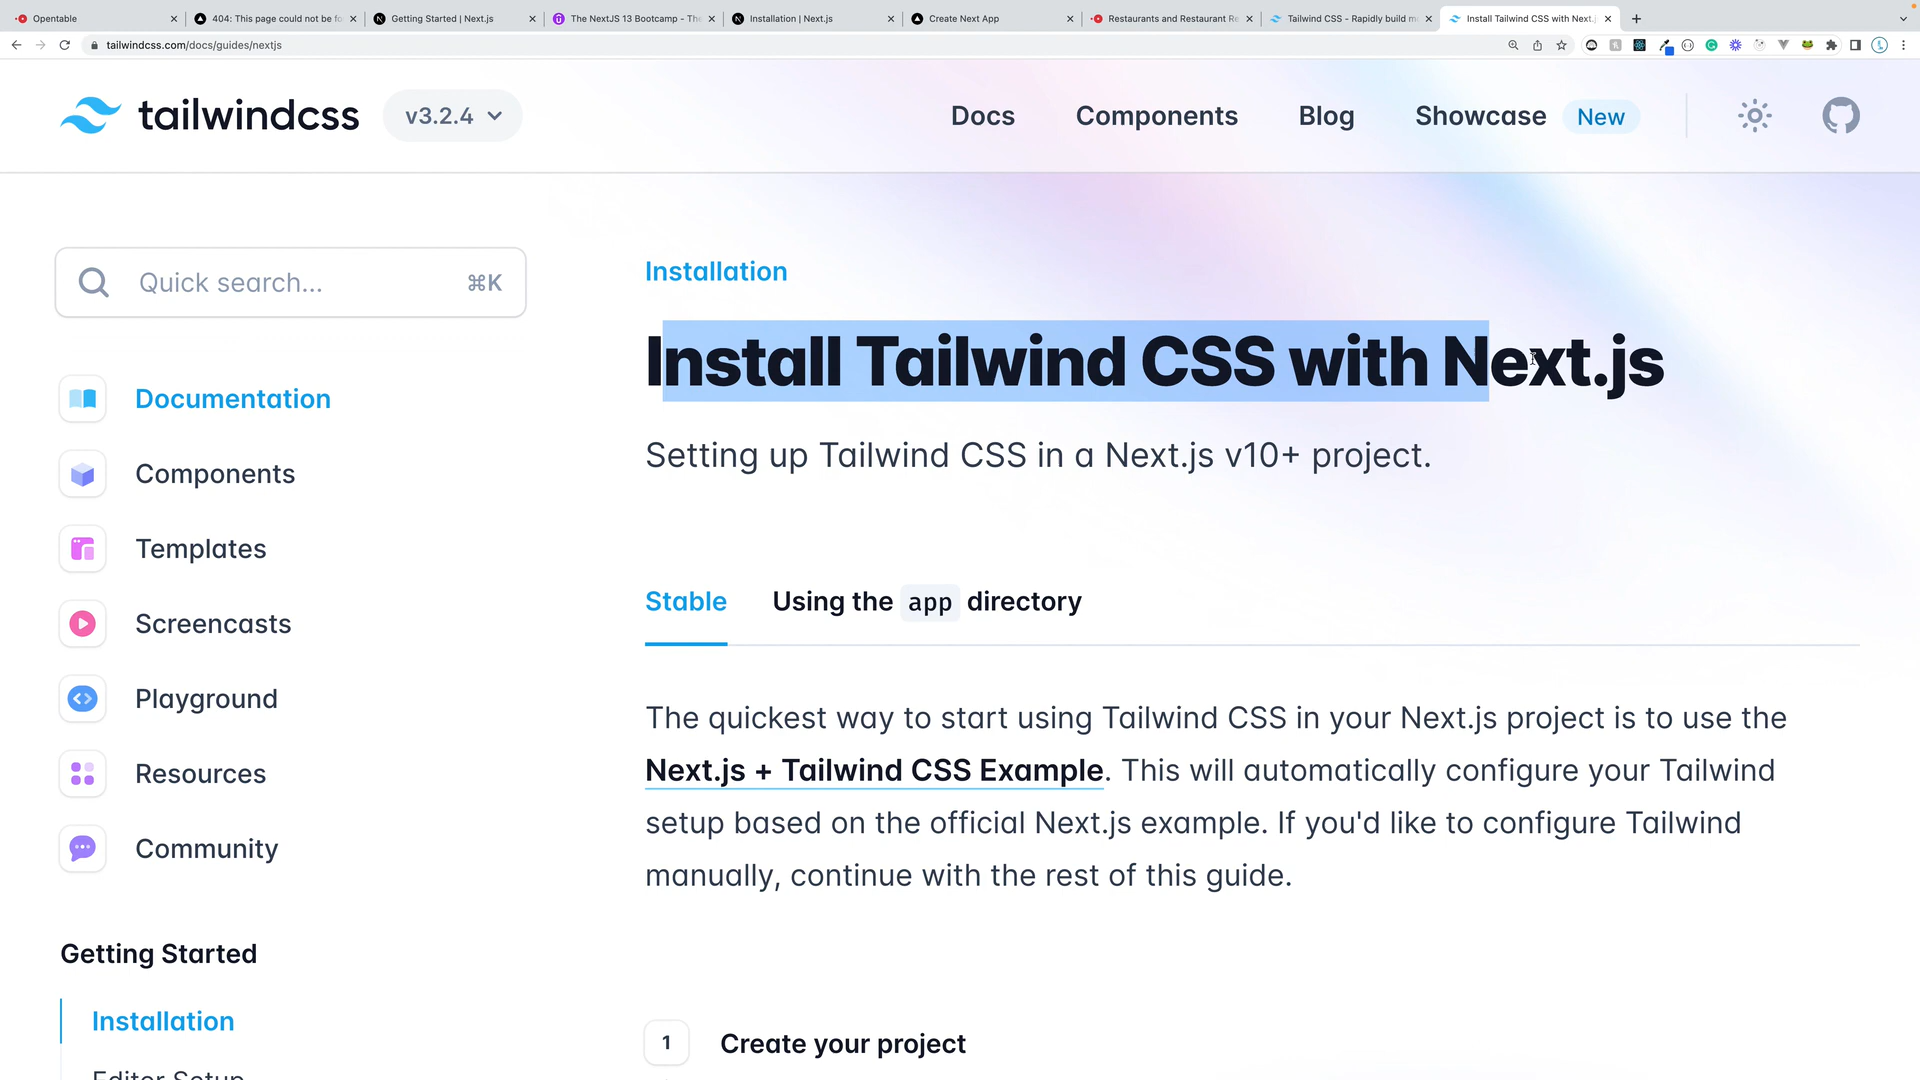 Opentable
404: This page could not be fo
Getting Started | Next.js
The NextJS 13 Bootcamp - The
Installation | Next.js
Create Next App
Restaurants and Restaurant Re
Tailwind CSS - Rapidly build m
Install Tailwind CSS with Next.
tailwindcss.com/docs/guides/nextjs
tailwindcss
v3.2.4
Docs
Components
Blog
Showcase
New
Quick search...
⌘K
Documentation
Components
Templates
Screencasts
Playground
Resources
Community
Getting Started
Installation
Editor Setup
Installation
Install Tailwind CSS with Next.js
Setting up Tailwind CSS in a Next.js v10+ project.
Stable
Using the app directory
The quickest way to start using Tailwind CSS in your Next.js project is to use the
Next.js + Tailwind CSS Example. This will automatically configure your Tailwind
setup based on the official Next.js example. If you'd like to configure Tailwind
manually, continue with the rest of this guide.
1
Create your project